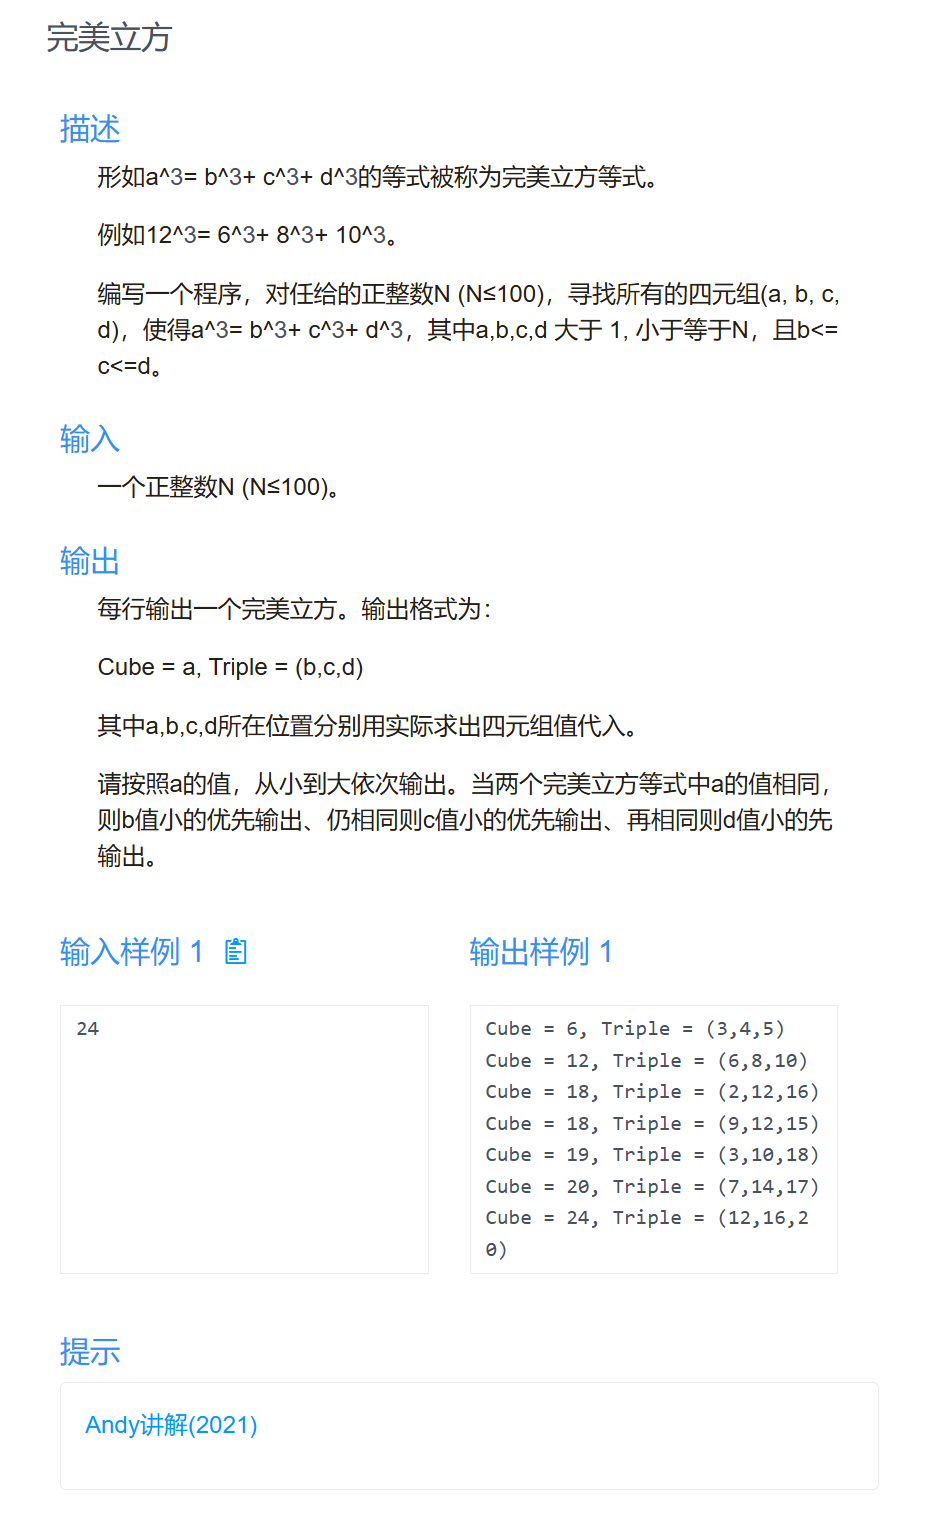 完美立方
描述
形如a^3= b^3+ c^3+ d^3的等式被称为完美立方等式。
例如12^3= 6^3+ 8^3+ 10^3。
编写一个程序，对任给的正整数N (N≤100)，寻找所有的四元组(a, b, c,
d)，使得a^3= b^3+ c^3+ d^3，其中a,b,c,d 大于 1, 小于等于N，且b<=
c<=d。
输入
一个正整数N (N≤100)。
输出
每行输出一个完美立方。输出格式为：
Cube = a, Triple = (b,c,d)
其中a,b,c,d所在位置分别用实际求出四元组值代入。
请按照a的值，从小到大依次输出。当两个完美立方等式中a的值相同，
则b值小的优先输出、仍相同则c值小的优先输出、再相同则d值小的先
输出。
输入样例 1
24
输出样例 1
Cube = 6, Triple = (3,4,5)
Cube = 12, Triple = (6,8,10)
Cube = 18, Triple = (2,12,16)
Cube = 18, Triple = (9,12,15)
Cube = 19, Triple = (3,10,18)
Cube = 20, Triple = (7,14,17)
Cube = 24, Triple = (12,16,2
0)
提示
Andy讲解(2021)